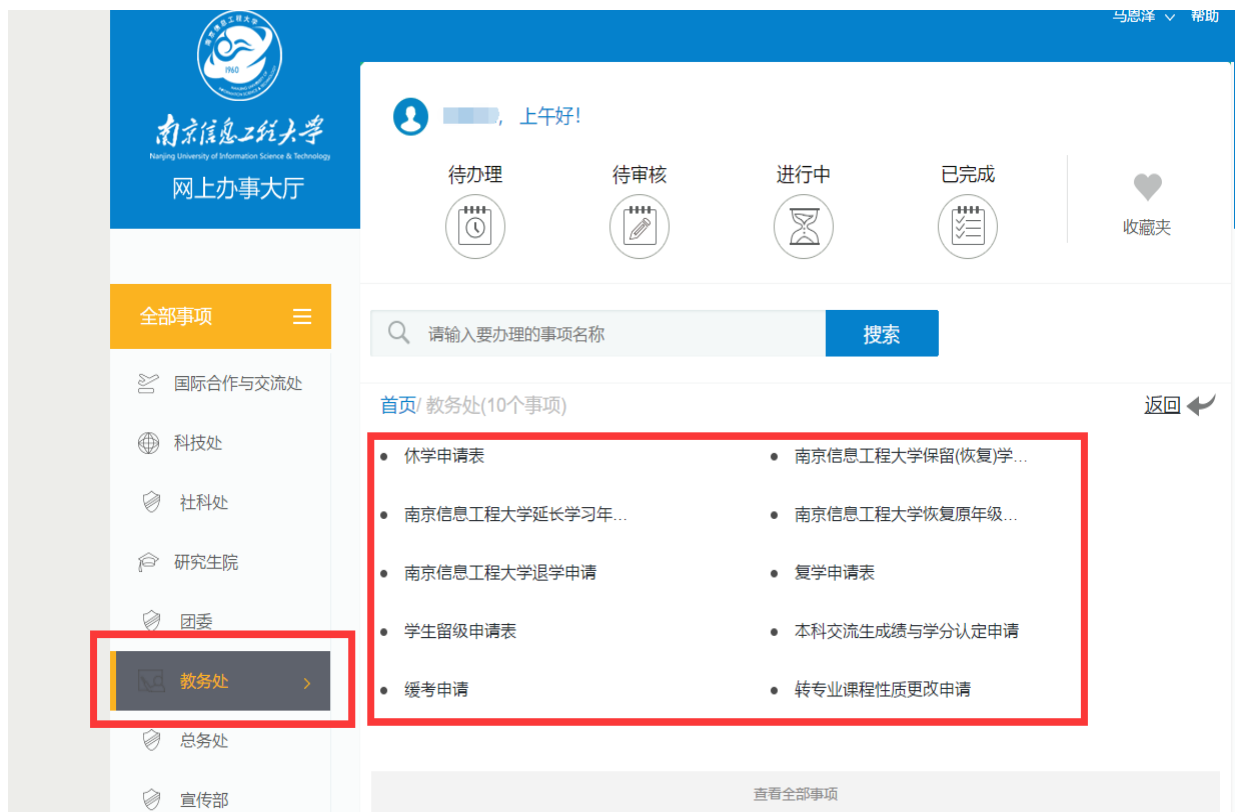 马恩泽 帮助
1960
南京信息工程大学
Nanjing University of Information Science & Technology
网上办事大厅
，上午好！
待办理 待审核 进行中 已完成
收藏夹
全部事项
请输入要办理的事项名称 搜索
国际合作与交流处
科技处
社科处
研究生院
团委
教务处
总务处
宣传部
首页/ 教务处(10个事项) 返回
休学申请表 南京信息工程大学保留(恢复)学...
南京信息工程大学延长学习年... 南京信息工程大学恢复原年级...
南京信息工程大学退学申请 复学申请表
学生留级申请表 本科交流生成绩与学分认定申请
缓考申请 转专业课程性质更改申请
查看全部事项